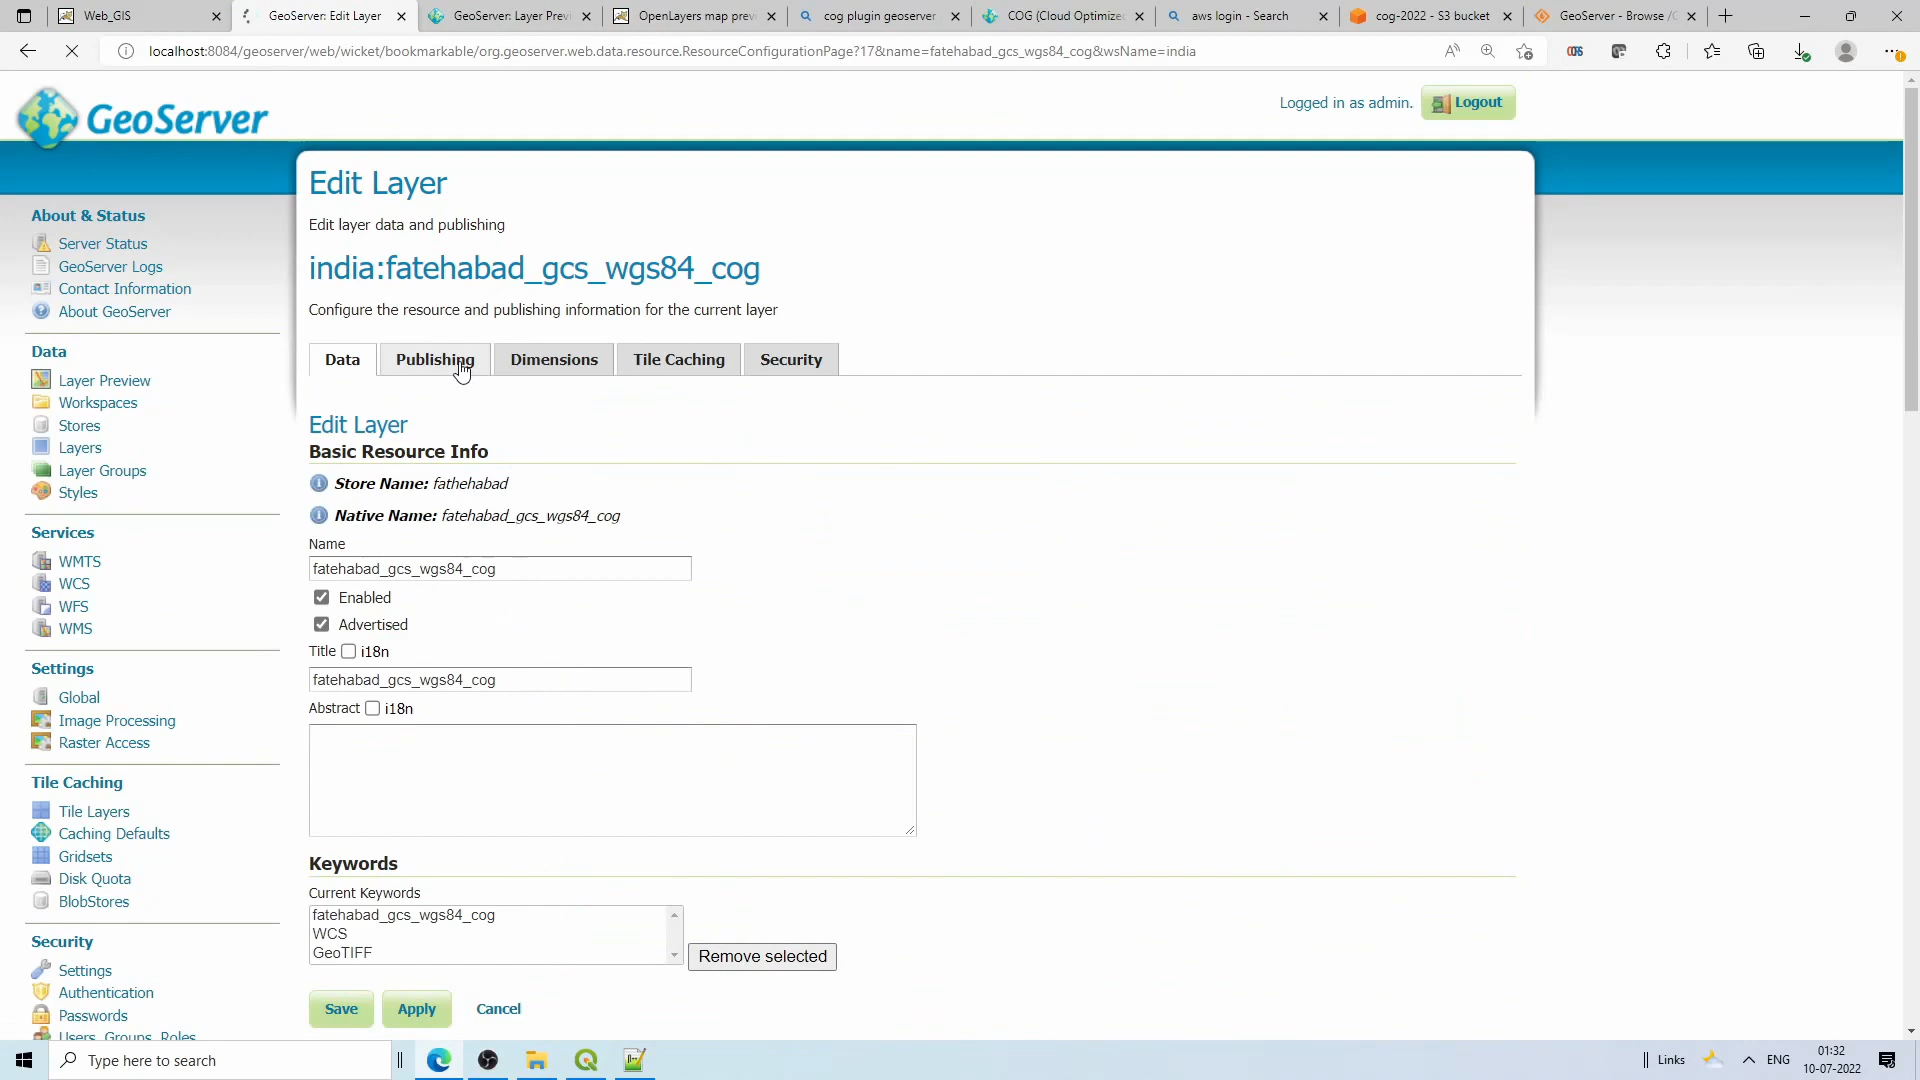 Web_GIS
GeoServer: Edit Layer
GeoServer: Layer Prev
OpenLayers map prev
cog plugin geoserver
COG (Cloud Optimize
aws login - Search
cog-2022 - S3 bucket
GeoServer - Browse /
localhost:8084/geoserver/web/wicket/bookmarkable/org.geoserver.web.data.resource.ResourceConfigurationPage?17&name=fatehabad_gcs_wgs84_cog&wsName=india
GeoServer
Logged in as admin.
Logout
About & Status
Server Status
GeoServer Logs
Contact Information
About GeoServer
Data
Layer Preview
Workspaces
Stores
Layers
Layer Groups
Styles
Services
WMTS
WCS
WFS
WMS
Settings
Global
Image Processing
Raster Access
Tile Caching
Tile Layers
Caching Defaults
Gridsets
Disk Quota
BlobStores
Security
Settings
Authentication
Passwords
Users, Groups, Roles
Edit Layer
Edit layer data and publishing
india:fatehabad_gcs_wgs84_cog
Configure the resource and publishing information for the current layer
Data Publishing Dimensions Tile Caching Security
Edit Layer
Basic Resource Info
Store Name: fathehabad
Native Name: fatehabad_gcs_wgs84_cog
Name
fatehabad_gcs_wgs84_cog
Enabled
Advertised
Title i18n
fatehabad_gcs_wgs84_cog
Abstract i18n
Keywords
Current Keywords
fatehabad_gcs_wgs84_cog
WCS
GeoTIFF
Remove selected
Save Apply Cancel
Type here to search
Links
ENG
01:32
10-07-2022